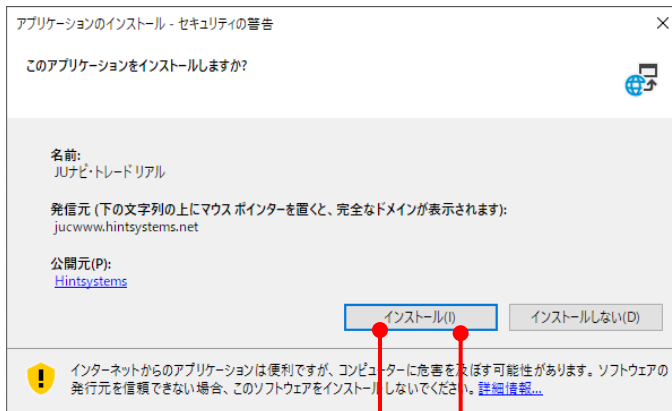 アプリケーションのインストール - セキュリティの警告
このアプリケーションをインストールしますか?
名前:
JUナビ・トレードリアル
発信元 (下の文字列の上にマウス ポインターを置くと、完全なドメインが表示されます):
jucwww.hintsystems.net
公開元(P):
Hintsystems
インストール(I)
インストールしない(D)
インターネットからのアプリケーションは便利ですが、コンピューターに危害を及ぼす可能性があります。ソフトウェアの
発行元を信頼できない場合、このソフトウェアをインストールしないでください。詳細情報...